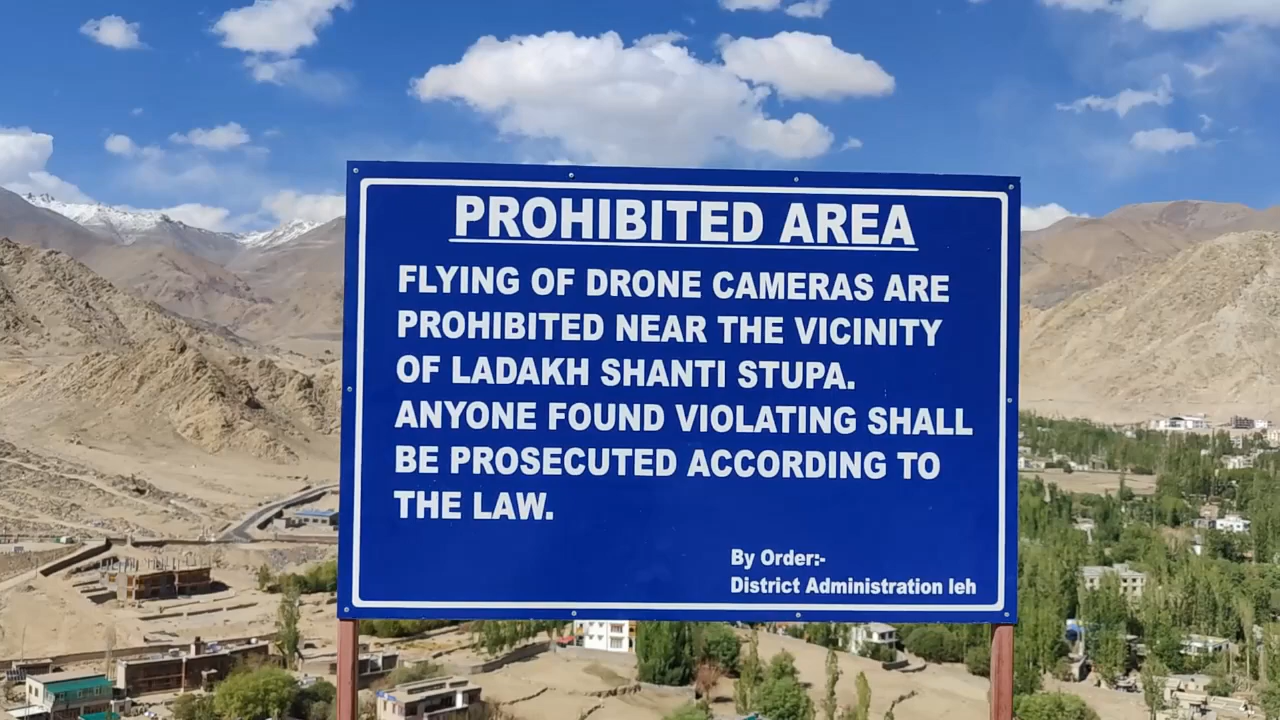 PROHIBITED AREA
FLYING OF DRONE CAMERAS ARE
PROHIBITED NEAR THE VICINITY
OF LADAKH SHANTI STUPA.
ANYONE FOUND VIOLATING SHALL
BE PROSECUTED ACCORDING TO
THE LAW.
By Order:-
District Administration leh